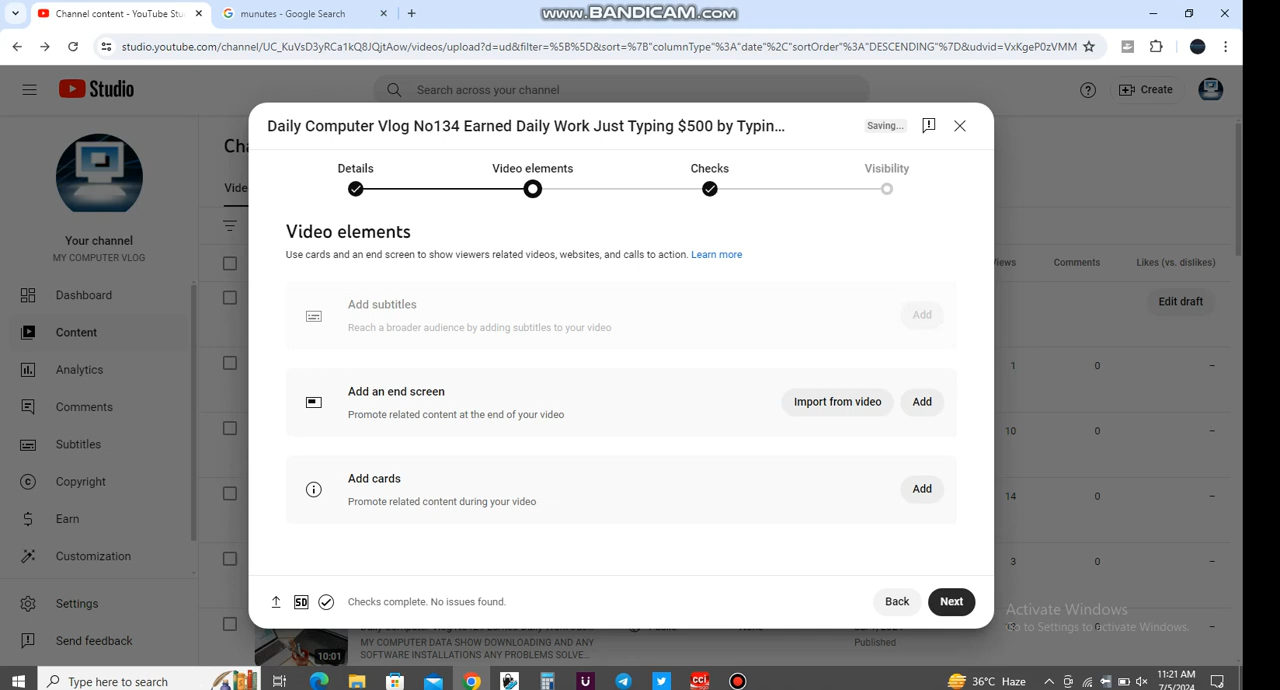 Channel content - YouTube Stu
munutes - Google Search
www.BANDICAM.com
studio.youtube.com/channel/UC_KuVsD3yRCa1kQ8JQjtAow/videos/upload?d=ud&filter=%5B%5D&sort=%7B"columnType"%3A"date"%2C"sortOrder"%3A"DESCENDING"%7D&udvid=VxKgeP0zVMM
Studio
Search across your channel
Create
Your channel
MY COMPUTER VLOG
Dashboard
Content
Analytics
Comments
Subtitles
Copyright
Earn
Customization
Settings
Send feedback
Daily Computer Vlog No134 Earned Daily Work Just Typing $500 by Typin...
Saving...
Details
Video elements
Checks
Visibility
Video elements
Use cards and an end screen to show viewers related videos, websites, and calls to action. Learn more
Add subtitles
Reach a broader audience by adding subtitles to your video
Add
Add an end screen
Promote related content at the end of your video
Import from video
Add
Add cards
Promote related content during your video
Add
SD
Checks complete. No issues found.
Back
Next
Comments
Likes (vs. dislikes)
Edit draft
1
0
–
10
0
–
14
0
–
3
0
–
10:01
MY COMPUTER DATA SHOW DOWNLOADING AND ANY
SOFTWARE INSTALLATIONS ANY PROBLEMS SOLVE...
Published
Activate Windows
Go to Settings to activate Windows.
Type here to search
36°C Haze
11:21 AM
7/5/2024